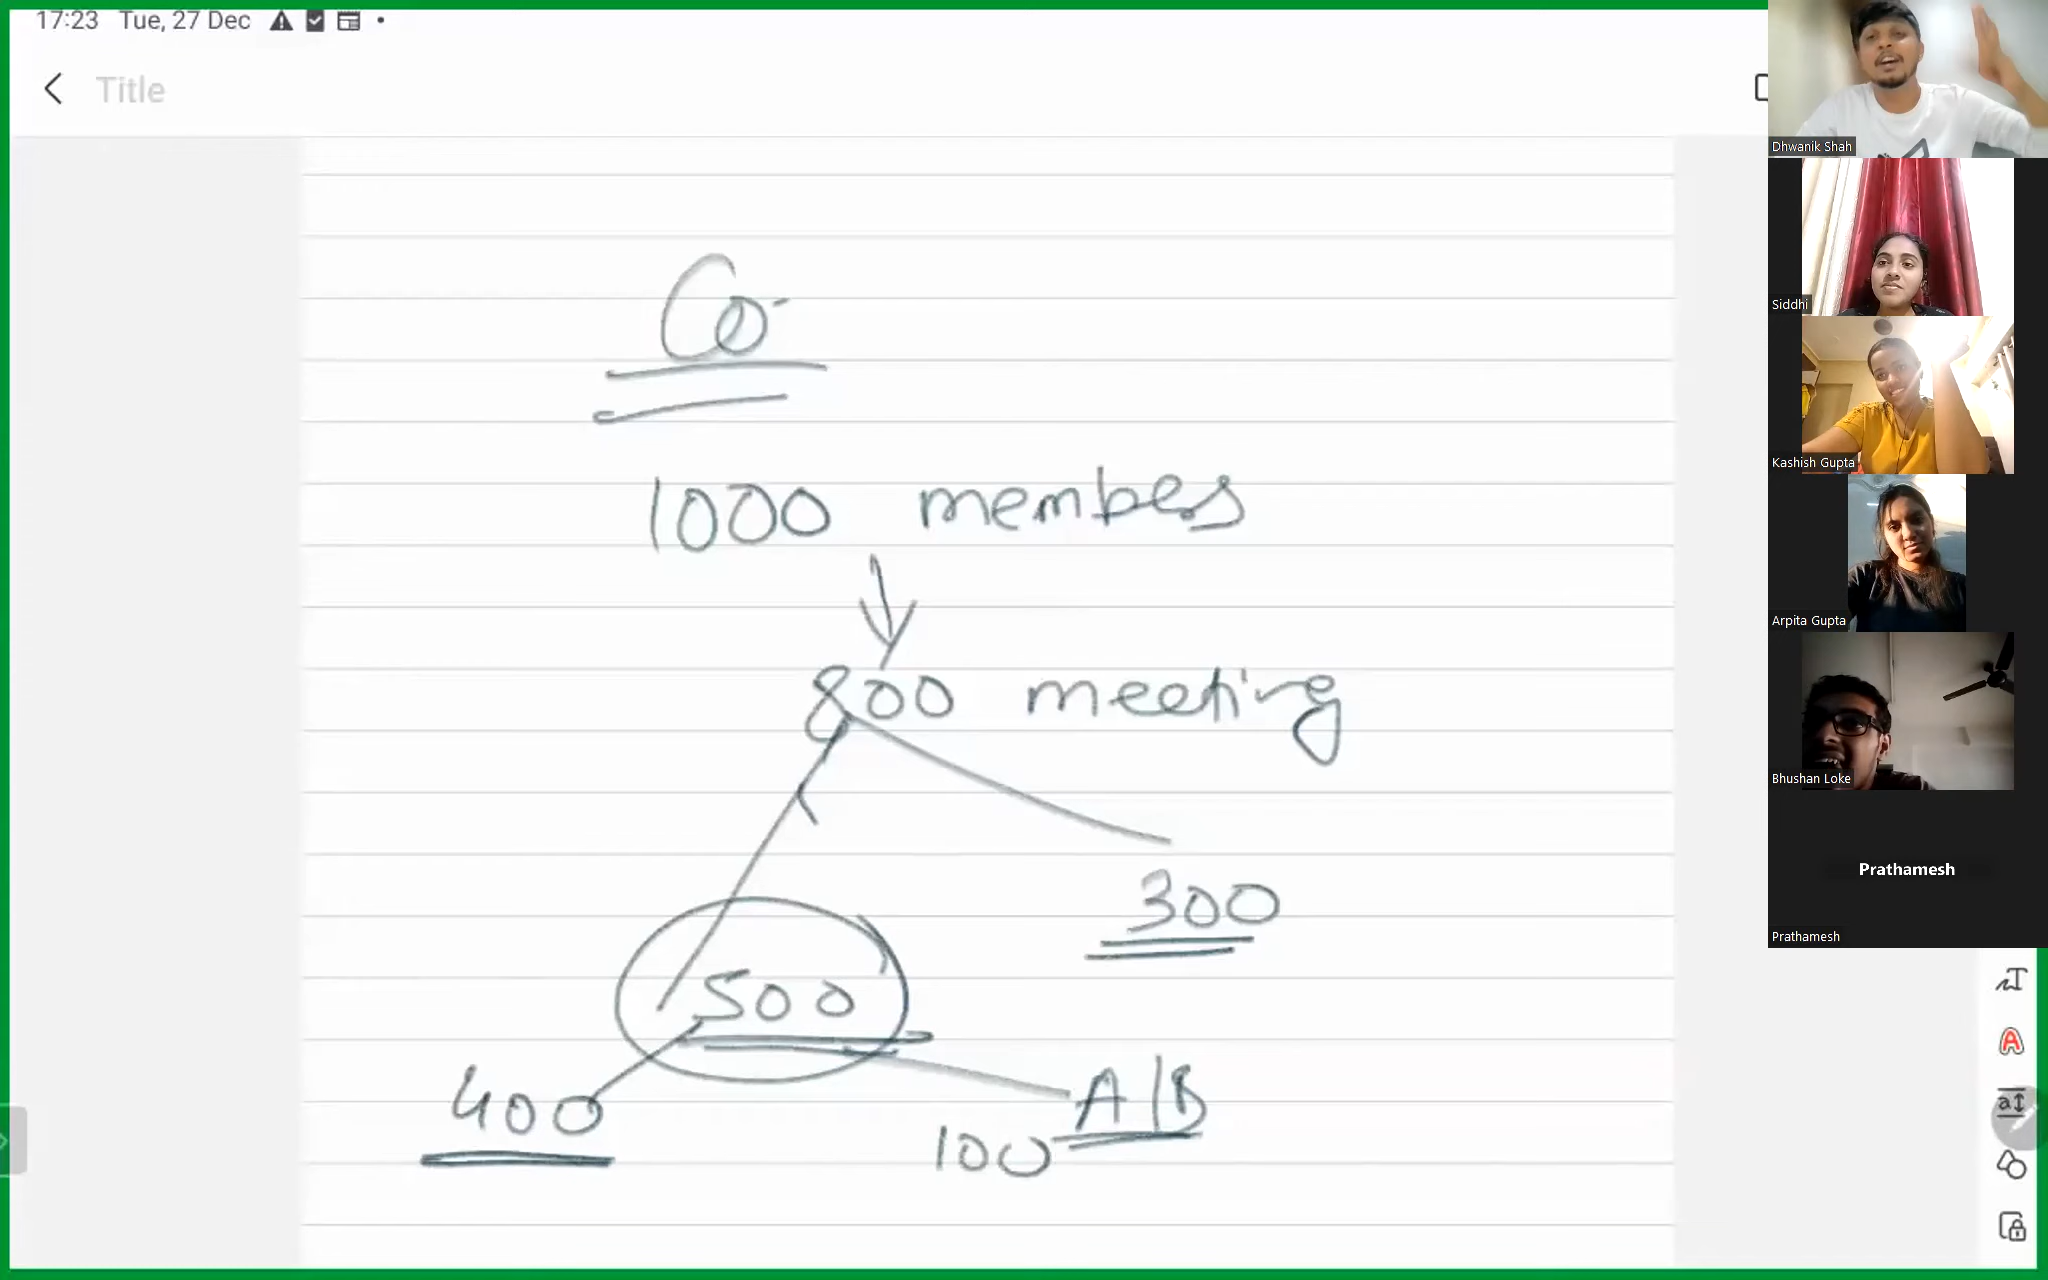 17:23 Tue, 27 Dec
Title
Co.
1000 members
800 meeting
300
500
400
100 A/B
Dhwanik Shah
Siddhi
Kashish Gupta
Arpita Gupta
Bhushan Loke
Prathamesh
Prathamesh
T
A
a